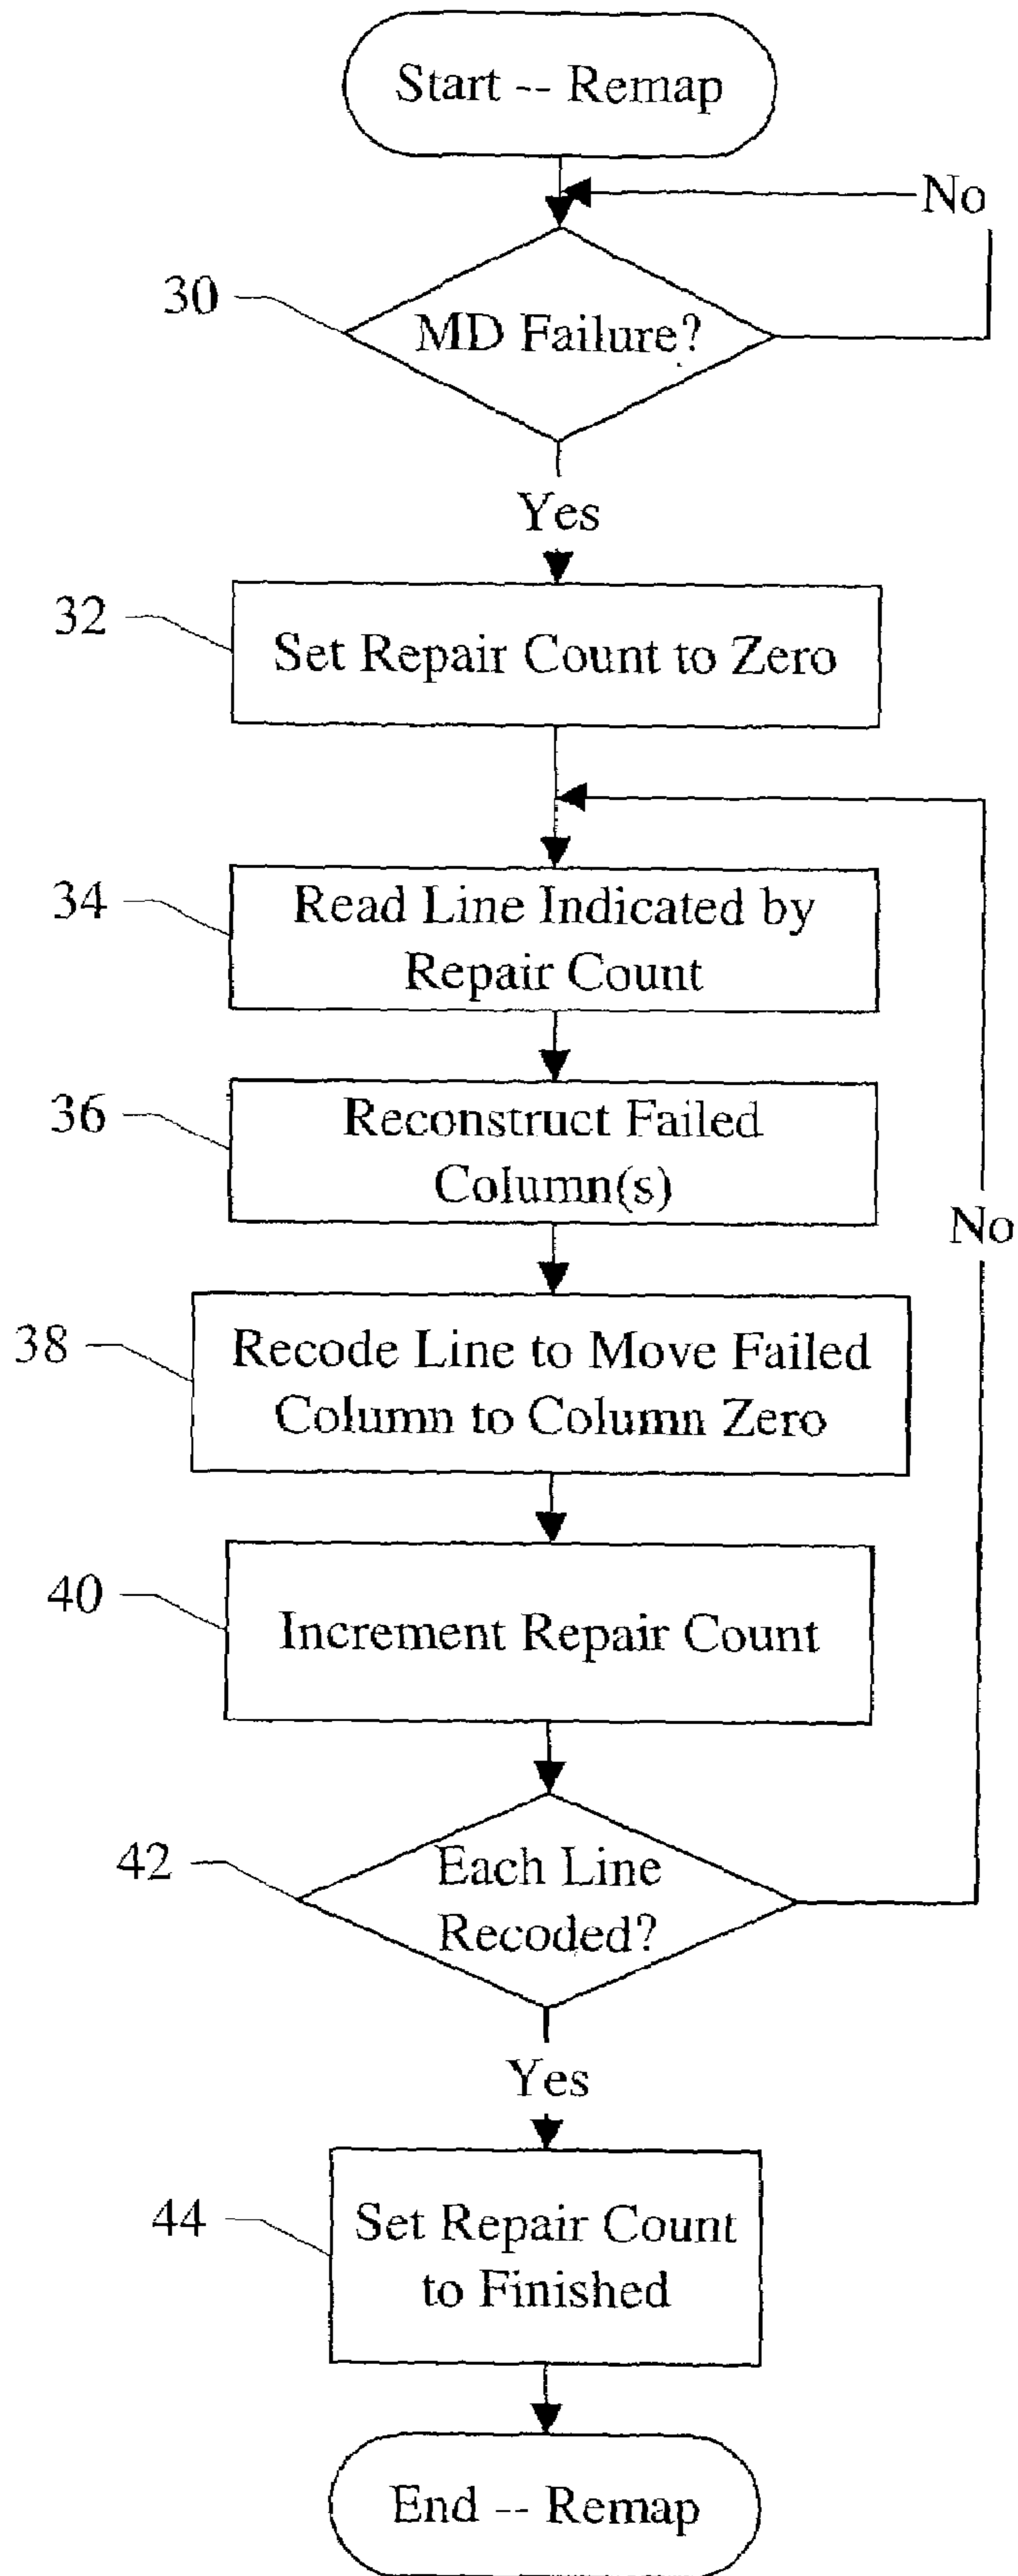 Start -- Remap
No
30
MD Failure?
Yes
32
Set Repair Count to Zero
34
Read Line Indicated by
Repair Count
36
Reconstruct Failed
Column(s)
No
38
Recode Line to Move Failed
Column to Column Zero
40
Increment Repair Count
42
Each Line
Recoded?
Yes
44
Set Repair Count
to Finished
End -- Remap